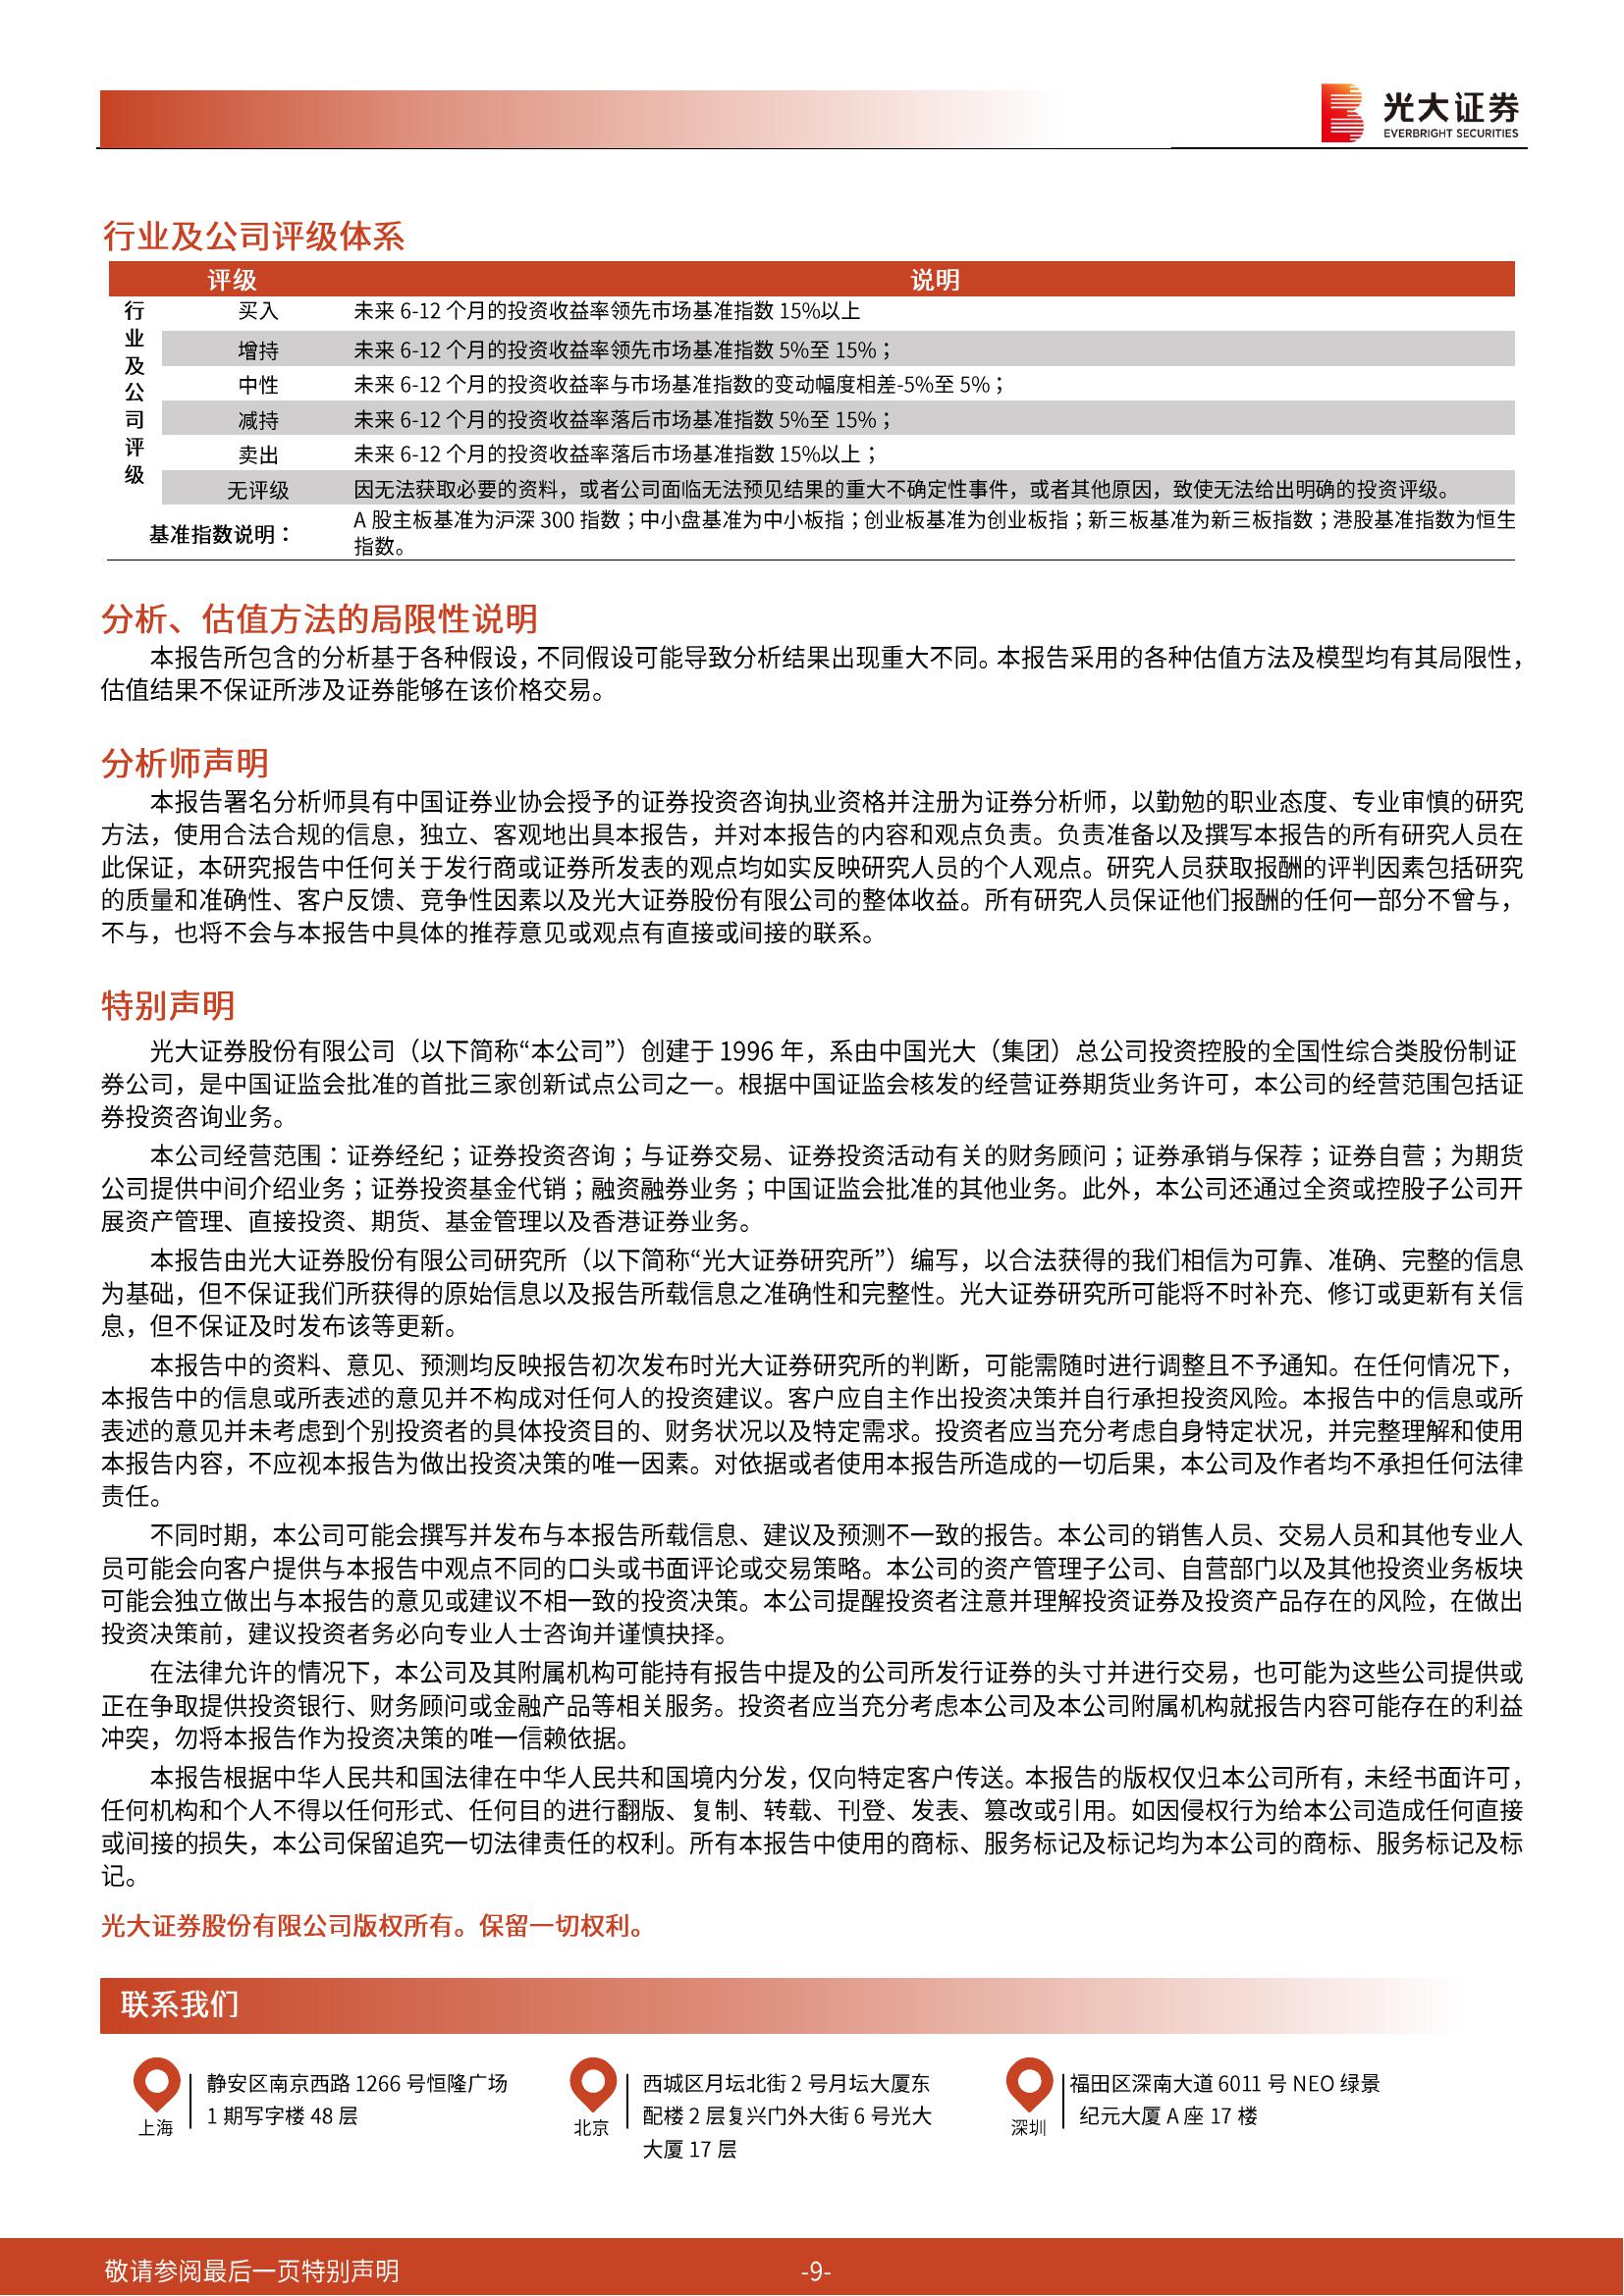 光大证券
EVERBRIGHT SECURITIES
行业及公司评级体系
评级 说明
行业及公司评级
买入 未来 6-12 个月的投资收益率领先市场基准指数 15%以上
增持 未来 6-12 个月的投资收益率领先市场基准指数 5%至 15%；
中性 未来 6-12 个月的投资收益率与市场基准指数的变动幅度相差-5%至 5%；
减持 未来 6-12 个月的投资收益率落后市场基准指数 5%至 15%；
卖出 未来 6-12 个月的投资收益率落后市场基准指数 15%以上；
无评级 因无法获取必要的资料，或者公司面临无法预见结果的重大不确定性事件，或者其他原因，致使无法给出明确的投资评级。
基准指数说明： A 股主板基准为沪深 300 指数；中小盘基准为中小板指；创业板基准为创业板指；新三板基准为新三板指数；港股基准指数为恒生
指数。
分析、估值方法的局限性说明
本报告所包含的分析基于各种假设，不同假设可能导致分析结果出现重大不同。本报告采用的各种估值方法及模型均有其局限性，
估值结果不保证所涉及证券能够在该价格交易。
分析师声明
本报告署名分析师具有中国证券业协会授予的证券投资咨询执业资格并注册为证券分析师，以勤勉的职业态度、专业审慎的研究
方法，使用合法合规的信息，独立、客观地出具本报告，并对本报告的内容和观点负责。负责准备以及撰写本报告的所有研究人员在
此保证，本研究报告中任何关于发行商或证券所发表的观点均如实反映研究人员的个人观点。研究人员获取报酬的评判因素包括研究
的质量和准确性、客户反馈、竞争性因素以及光大证券股份有限公司的整体收益。所有研究人员保证他们报酬的任何一部分不曾与，
不与，也将不会与本报告中具体的推荐意见或观点有直接或间接的联系。
特别声明
光大证券股份有限公司（以下简称“本公司”）创建于 1996 年，系由中国光大（集团）总公司投资控股的全国性综合类股份制证
券公司，是中国证监会批准的首批三家创新试点公司之一。根据中国证监会核发的经营证券期货业务许可，本公司的经营范围包括证
券投资咨询业务。
本公司经营范围：证券经纪；证券投资咨询；与证券交易、证券投资活动有关的财务顾问；证券承销与保荐；证券自营；为期货
公司提供中间介绍业务；证券投资基金代销；融资融券业务；中国证监会批准的其他业务。此外，本公司还通过全资或控股子公司开
展资产管理、直接投资、期货、基金管理以及香港证券业务。
本报告由光大证券股份有限公司研究所（以下简称“光大证券研究所”）编写，以合法获得的我们相信为可靠、准确、完整的信息
为基础，但不保证我们所获得的原始信息以及报告所载信息之准确性和完整性。光大证券研究所可能将不时补充、修订或更新有关信
息，但不保证及时发布该等更新。
本报告中的资料、意见、预测均反映报告初次发布时光大证券研究所的判断，可能需随时进行调整且不予通知。在任何情况下，
本报告中的信息或所表述的意见并不构成对任何人的投资建议。客户应自主作出投资决策并自行承担投资风险。本报告中的信息或所
表述的意见并未考虑到个别投资者的具体投资目的、财务状况以及特定需求。投资者应当充分考虑自身特定状况，并完整理解和使用
本报告内容，不应视本报告为做出投资决策的唯一因素。对依据或者使用本报告所造成的一切后果，本公司及作者均不承担任何法律
责任。
不同时期，本公司可能会撰写并发布与本报告所载信息、建议及预测不一致的报告。本公司的销售人员、交易人员和其他专业人
员可能会向客户提供与本报告中观点不同的口头或书面评论或交易策略。本公司的资产管理子公司、自营部门以及其他投资业务板块
可能会独立做出与本报告的意见或建议不相一致的投资决策。本公司提醒投资者注意并理解投资证券及投资产品存在的风险，在做出
投资决策前，建议投资者务必向专业人士咨询并谨慎抉择。
在法律允许的情况下，本公司及其附属机构可能持有报告中提及的公司所发行证券的头寸并进行交易，也可能为这些公司提供或
正在争取提供投资银行、财务顾问或金融产品等相关服务。投资者应当充分考虑本公司及本公司附属机构就报告内容可能存在的利益
冲突，勿将本报告作为投资决策的唯一信赖依据。
本报告根据中华人民共和国法律在中华人民共和国境内分发，仅向特定客户传送。本报告的版权仅归本公司所有，未经书面许可，
任何机构和个人不得以任何形式、任何目的进行翻版、复制、转载、刊登、发表、篡改或引用。如因侵权行为给本公司造成任何直接
或间接的损失，本公司保留追究一切法律责任的权利。所有本报告中使用的商标、服务标记及标记均为本公司的商标、服务标记及标
记。
光大证券股份有限公司版权所有。保留一切权利。
联系我们
上海
静安区南京西路 1266 号恒隆广场
1 期写字楼 48 层
北京
西城区月坛北街 2 号月坛大厦东
配楼 2 层复兴门外大街 6 号光大
大厦 17 层
深圳
福田区深南大道 6011 号 NEO 绿景
纪元大厦 A 座 17 楼
敬请参阅最后一页特别声明 -9-